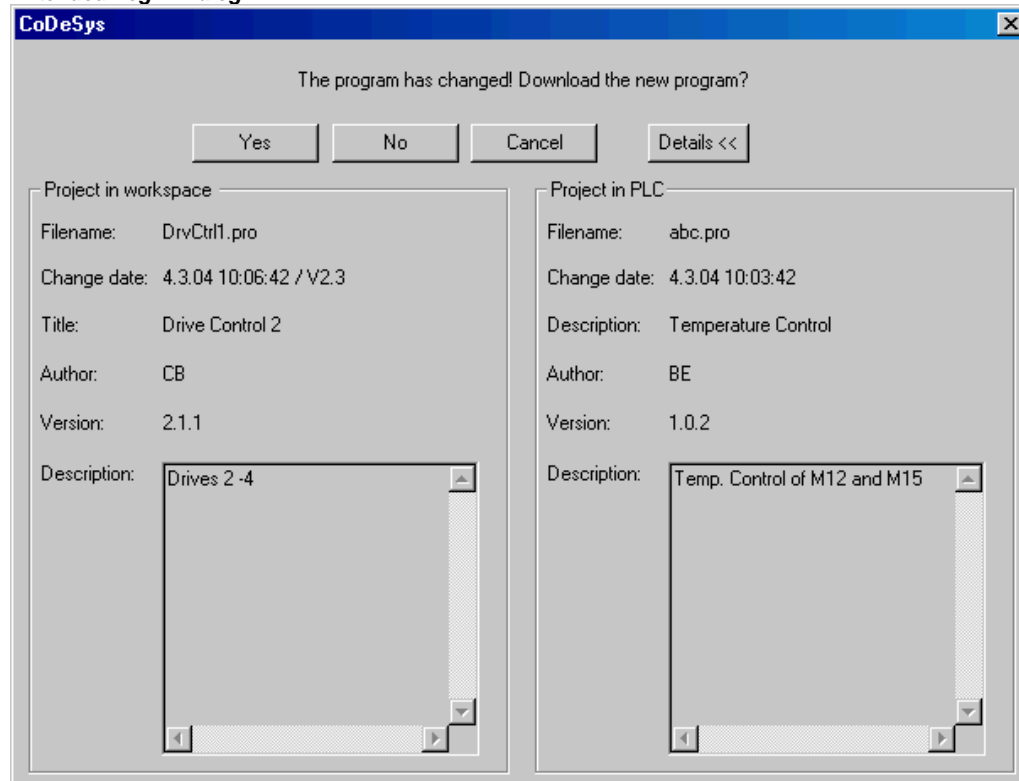 CoDeSys
The program has changed! Download the new program?
Yes No Cancel Details <<
Project in workspace
Filename: DrvCtrl1.pro
Change date: 4.3.04 10:06:42 / V2.3
Title: Drive Control 2
Author: CB
Version: 2.1.1
Description: Drives 2 -4
Project in PLC
Filename: abc.pro
Change date: 4.3.04 10:03:42
Description: Temperature Control
Author: BE
Version: 1.0.2
Description: Temp. Control of M12 and M15